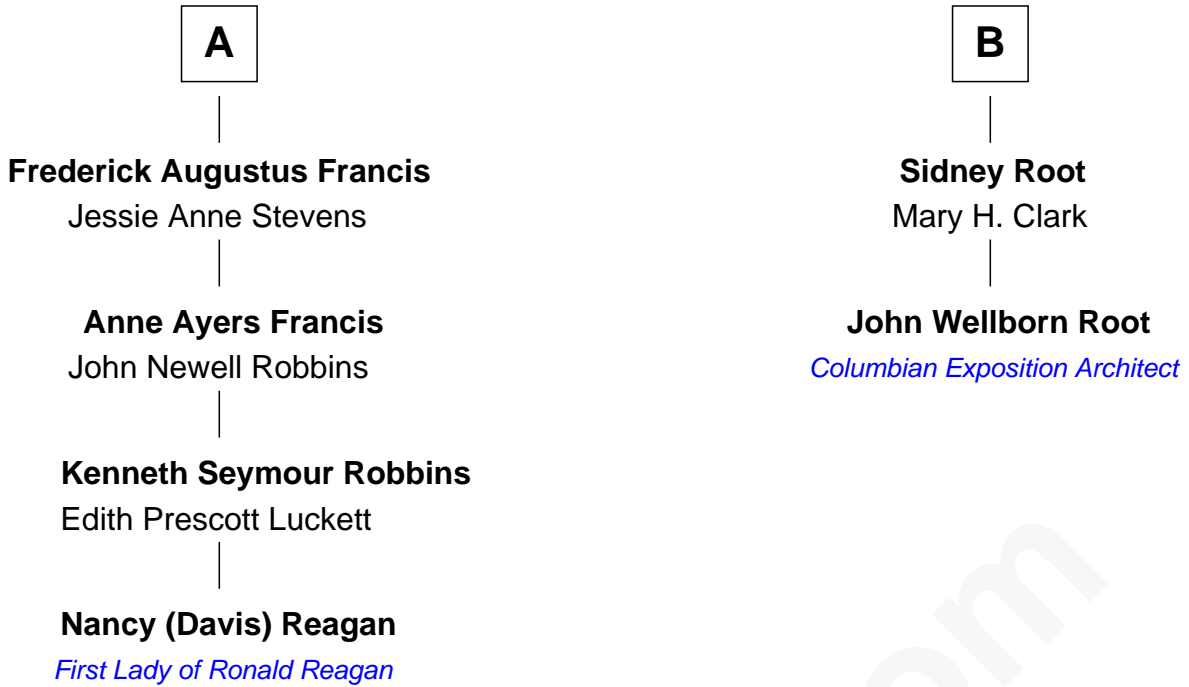 A
Frederick Augustus Francis
Jessie Anne Stevens
Anne Ayers Francis
John Newell Robbins
Kenneth Seymour Robbins
Edith Prescott Luckett
Nancy (Davis) Reagan
First Lady of Ronald Reagan
B
Sidney Root
Mary H. Clark
John Wellborn Root
Columbian Exposition Architect
om